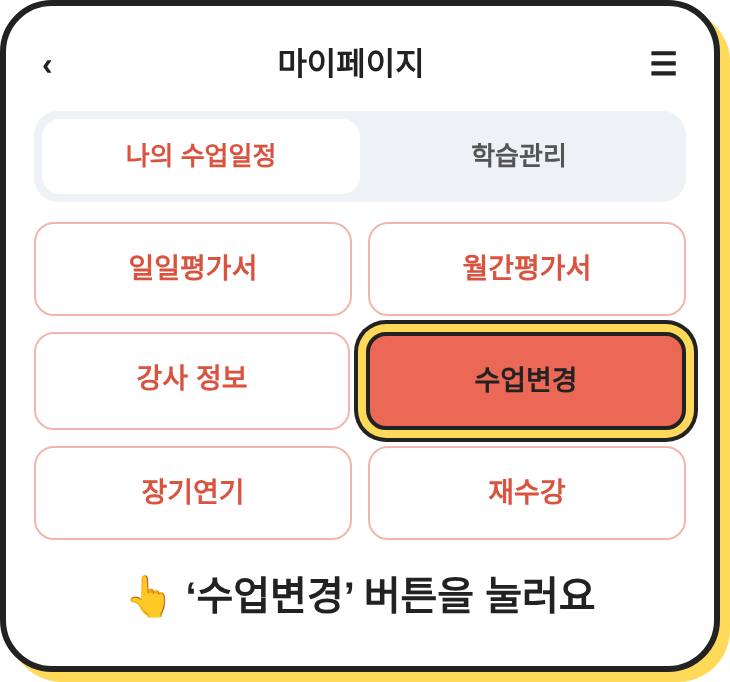 마이페이지
나의 수업일정 학습관리
일일평가서 월간평가서
강사 정보 수업변경
장기연기 재수강
👆 ‘수업변경’ 버튼을 눌러요